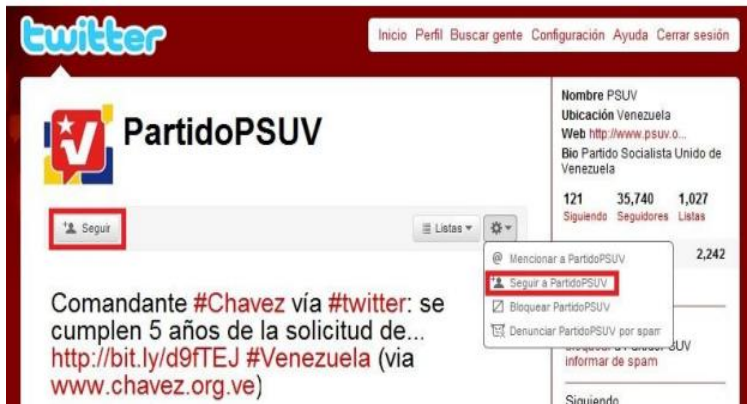 twitter
Inicio Perfil Buscar gente Configuración Ayuda Cerrar sesión
PartidoPSUV
Seguir
Listas
Nombre PSUV
Ubicación Venezuela
Web http://www.psuv.o...
Bio Partido Socialista Unido de
Venezuela
121 35,740 1,027
Siguiendo Seguidores Listas
2,242
@ Mencionar a PartidoPSUV
Seguir a PartidoPSUV
Bloquear PartidoPSUV
Denunciar PartidoPSUV por spam
informar de spam
Siguiendo
Comandante #Chavez vía #twitter: se
cumplen 5 años de la solicitud de...
http://bit.ly/d9fTEJ #Venezuela (via
www.chavez.org.ve)